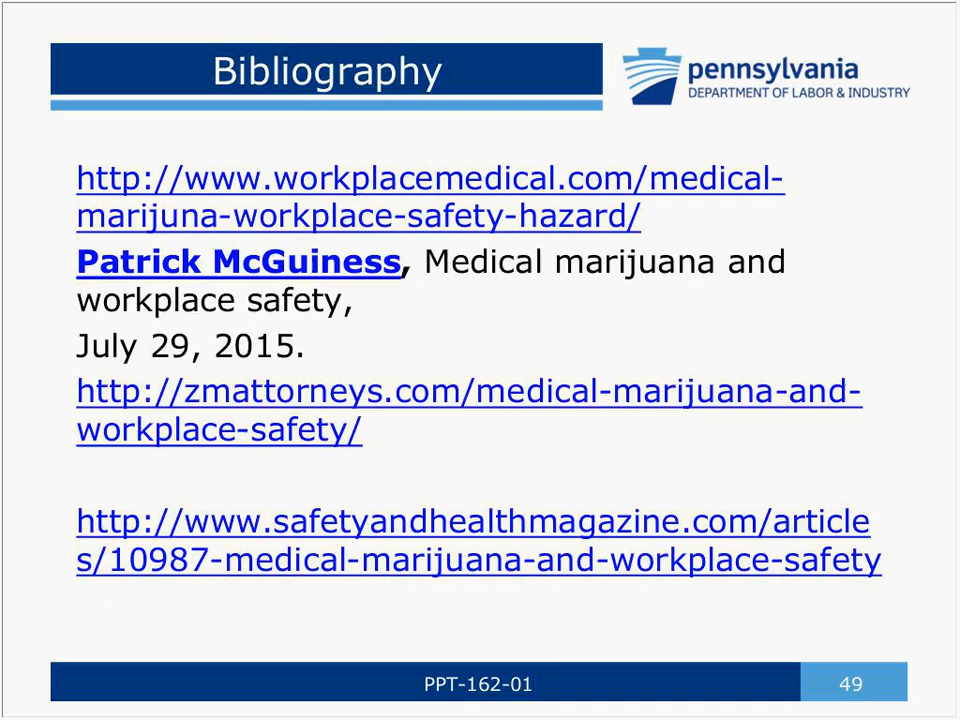 Bibliography
pennsylvania
DEPARTMENT OF LABOR & INDUSTRY
http://www.workplacemedical.com/medical-
marijuna-workplace-safety-hazard/
Patrick McGuiness, Medical marijuana and
workplace safety,
July 29, 2015.
http://zmattorneys.com/medical-marijuana-and-
workplace-safety/
http://www.safetyandhealthmagazine.com/article
s/10987-medical-marijuana-and-workplace-safety
PPT-162-01
49